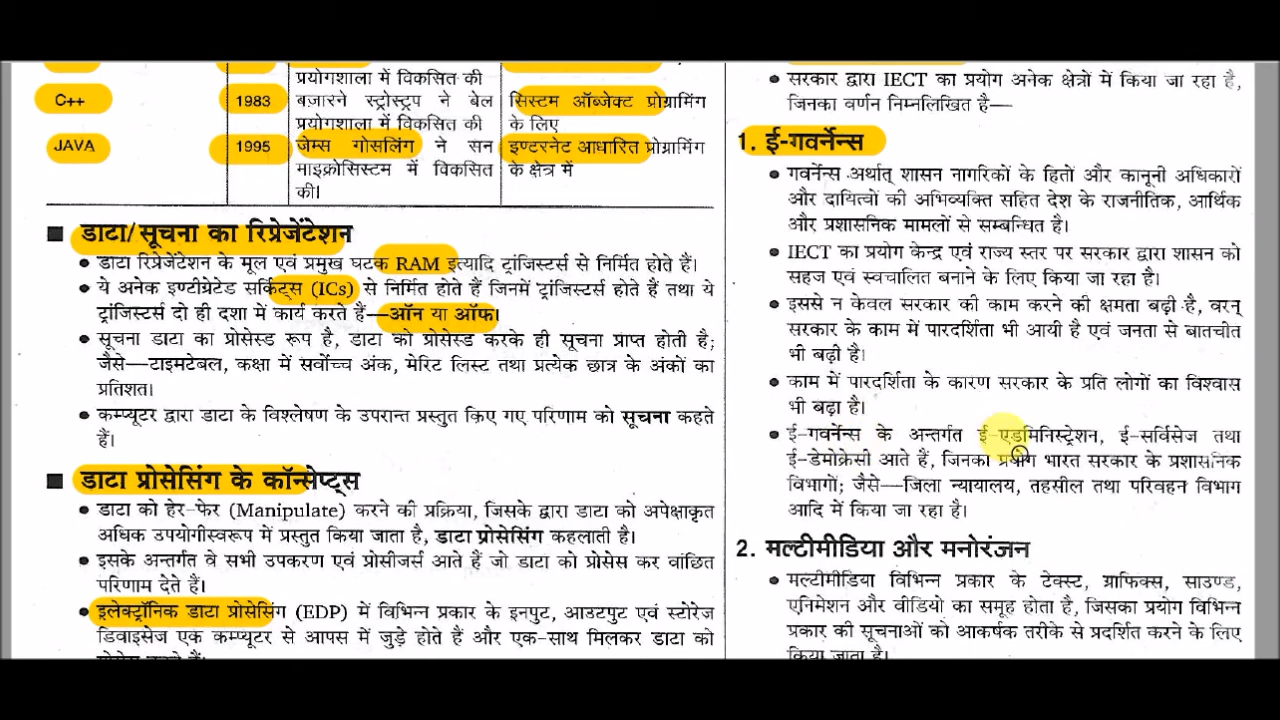 प्रयोगशाला में विकसित की
C++
1983
बज़ारने स्ट्रोस्ट्रप ने बेल
सिस्टम ऑब्जेक्ट प्रोग्रामिंग
प्रयोगशाला में विकसित की
के लिए
JAVA
1995
जेम्स गोसलिंग ने सन
इण्टरनेट आधारित प्रोग्रामिंग
माइक्रोसिस्टम में विकसित
के क्षेत्र में
की।
■ डाटा/सूचना का रिप्रेजेंटेशन
• डाटा रिप्रेजेंटेशन के मूल एवं प्रमुख घटक RAM इत्यादि ट्रांजिस्टर्स से निर्मित होते हैं।
• ये अनेक इण्टीग्रेटेड सर्किट्स (ICs) से निर्मित होते हैं जिनमें ट्रांजिस्टर्स होते हैं तथा ये
ट्रांजिस्टर्स दो ही दशा में कार्य करते हैं—ऑन या ऑफ।
• सूचना डाटा का प्रोसेस्ड रूप है, डाटा को प्रोसेस्ड करके ही सूचना प्राप्त होती है;
जैसे—टाइमटेबल, कक्षा में सर्वोच्च अंक, मेरिट लिस्ट तथा प्रत्येक छात्र के अंकों का
प्रतिशत।
• कम्प्यूटर द्वारा डाटा के विश्लेषण के उपरान्त प्रस्तुत किए गए परिणाम को सूचना कहते
हैं।
■ डाटा प्रोसेसिंग के कॉन्सेप्ट्स
• डाटा को हेर-फेर (Manipulate) करने की प्रक्रिया, जिसके द्वारा डाटा को अपेक्षाकृत
अधिक उपयोगीस्वरूप में प्रस्तुत किया जाता है, डाटा प्रोसेसिंग कहलाती है।
• इसके अन्तर्गत वे सभी उपकरण एवं प्रोसीजर्स आते हैं जो डाटा को प्रोसेस कर वांछित
परिणाम देते हैं।
• इलेक्ट्रॉनिक डाटा प्रोसेसिंग (EDP) में विभिन्न प्रकार के इनपुट, आउटपुट एवं स्टोरेज
डिवाइसेज एक कम्प्यूटर से आपस में जुड़े होते हैं और एक-साथ मिलकर डाटा को
• सरकार द्वारा IECT का प्रयोग अनेक क्षेत्रों में किया जा रहा है,
जिनका वर्णन निम्नलिखित है—
1. ई-गवर्नेन्स
• गवर्नेन्स अर्थात् शासन नागरिकों के हितों और कानूनी अधिकारों
और दायित्वों की अभिव्यक्ति सहित देश के राजनीतिक, आर्थिक
और प्रशासनिक मामलों से सम्बन्धित है।
• IECT का प्रयोग केन्द्र एवं राज्य स्तर पर सरकार द्वारा शासन को
सहज एवं स्वचालित बनाने के लिए किया जा रहा है।
• इससे न केवल सरकार की काम करने की क्षमता बढ़ी है, वरन्
सरकार के काम में पारदर्शिता भी आयी है एवं जनता से बातचीत
भी बढ़ी है।
• काम में पारदर्शिता के कारण सरकार के प्रति लोगों का विश्वास
भी बढ़ा है।
• ई-गवर्नेन्स के अन्तर्गत ई-एडमिनिस्ट्रेशन, ई-सर्विसेज तथा
ई-डेमोक्रेसी आते हैं, जिनका प्रयोग भारत सरकार के प्रशासनिक
विभागों; जैसे—जिला न्यायालय, तहसील तथा परिवहन विभाग
आदि में किया जा रहा है।
2. मल्टीमीडिया और मनोरंजन
• मल्टीमीडिया विभिन्न प्रकार के टेक्स्ट, ग्राफिक्स, साउण्ड,
एनिमेशन और वीडियो का समूह होता है, जिसका प्रयोग विभिन्न
प्रकार की सूचनाओं को आकर्षक तरीके से प्रदर्शित करने के लिए
किया जाता है।